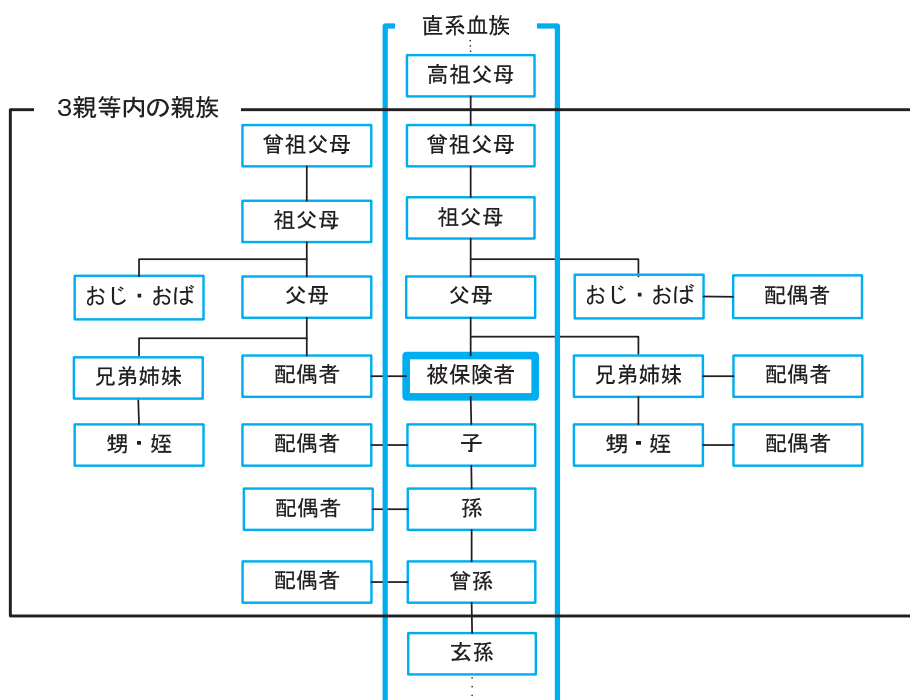 直系血族
高祖父母
3親等内の親族
曾祖父母
曾祖父母
祖父母
祖父母
おじ・おば
父母
父母
おじ・おば
配偶者
兄弟姉妹
配偶者
被保険者
兄弟姉妹
配偶者
甥・姪
配偶者
子
甥・姪
配偶者
配偶者
孫
配偶者
曾孫
玄孫